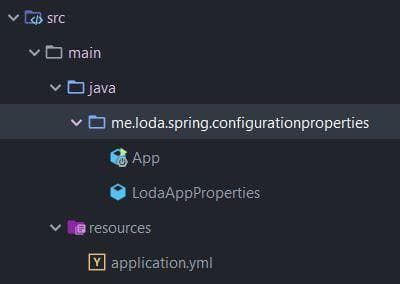 src
main
java
me.loda.spring.configurationproperties
App
LodaAppProperties
resources
application.yml